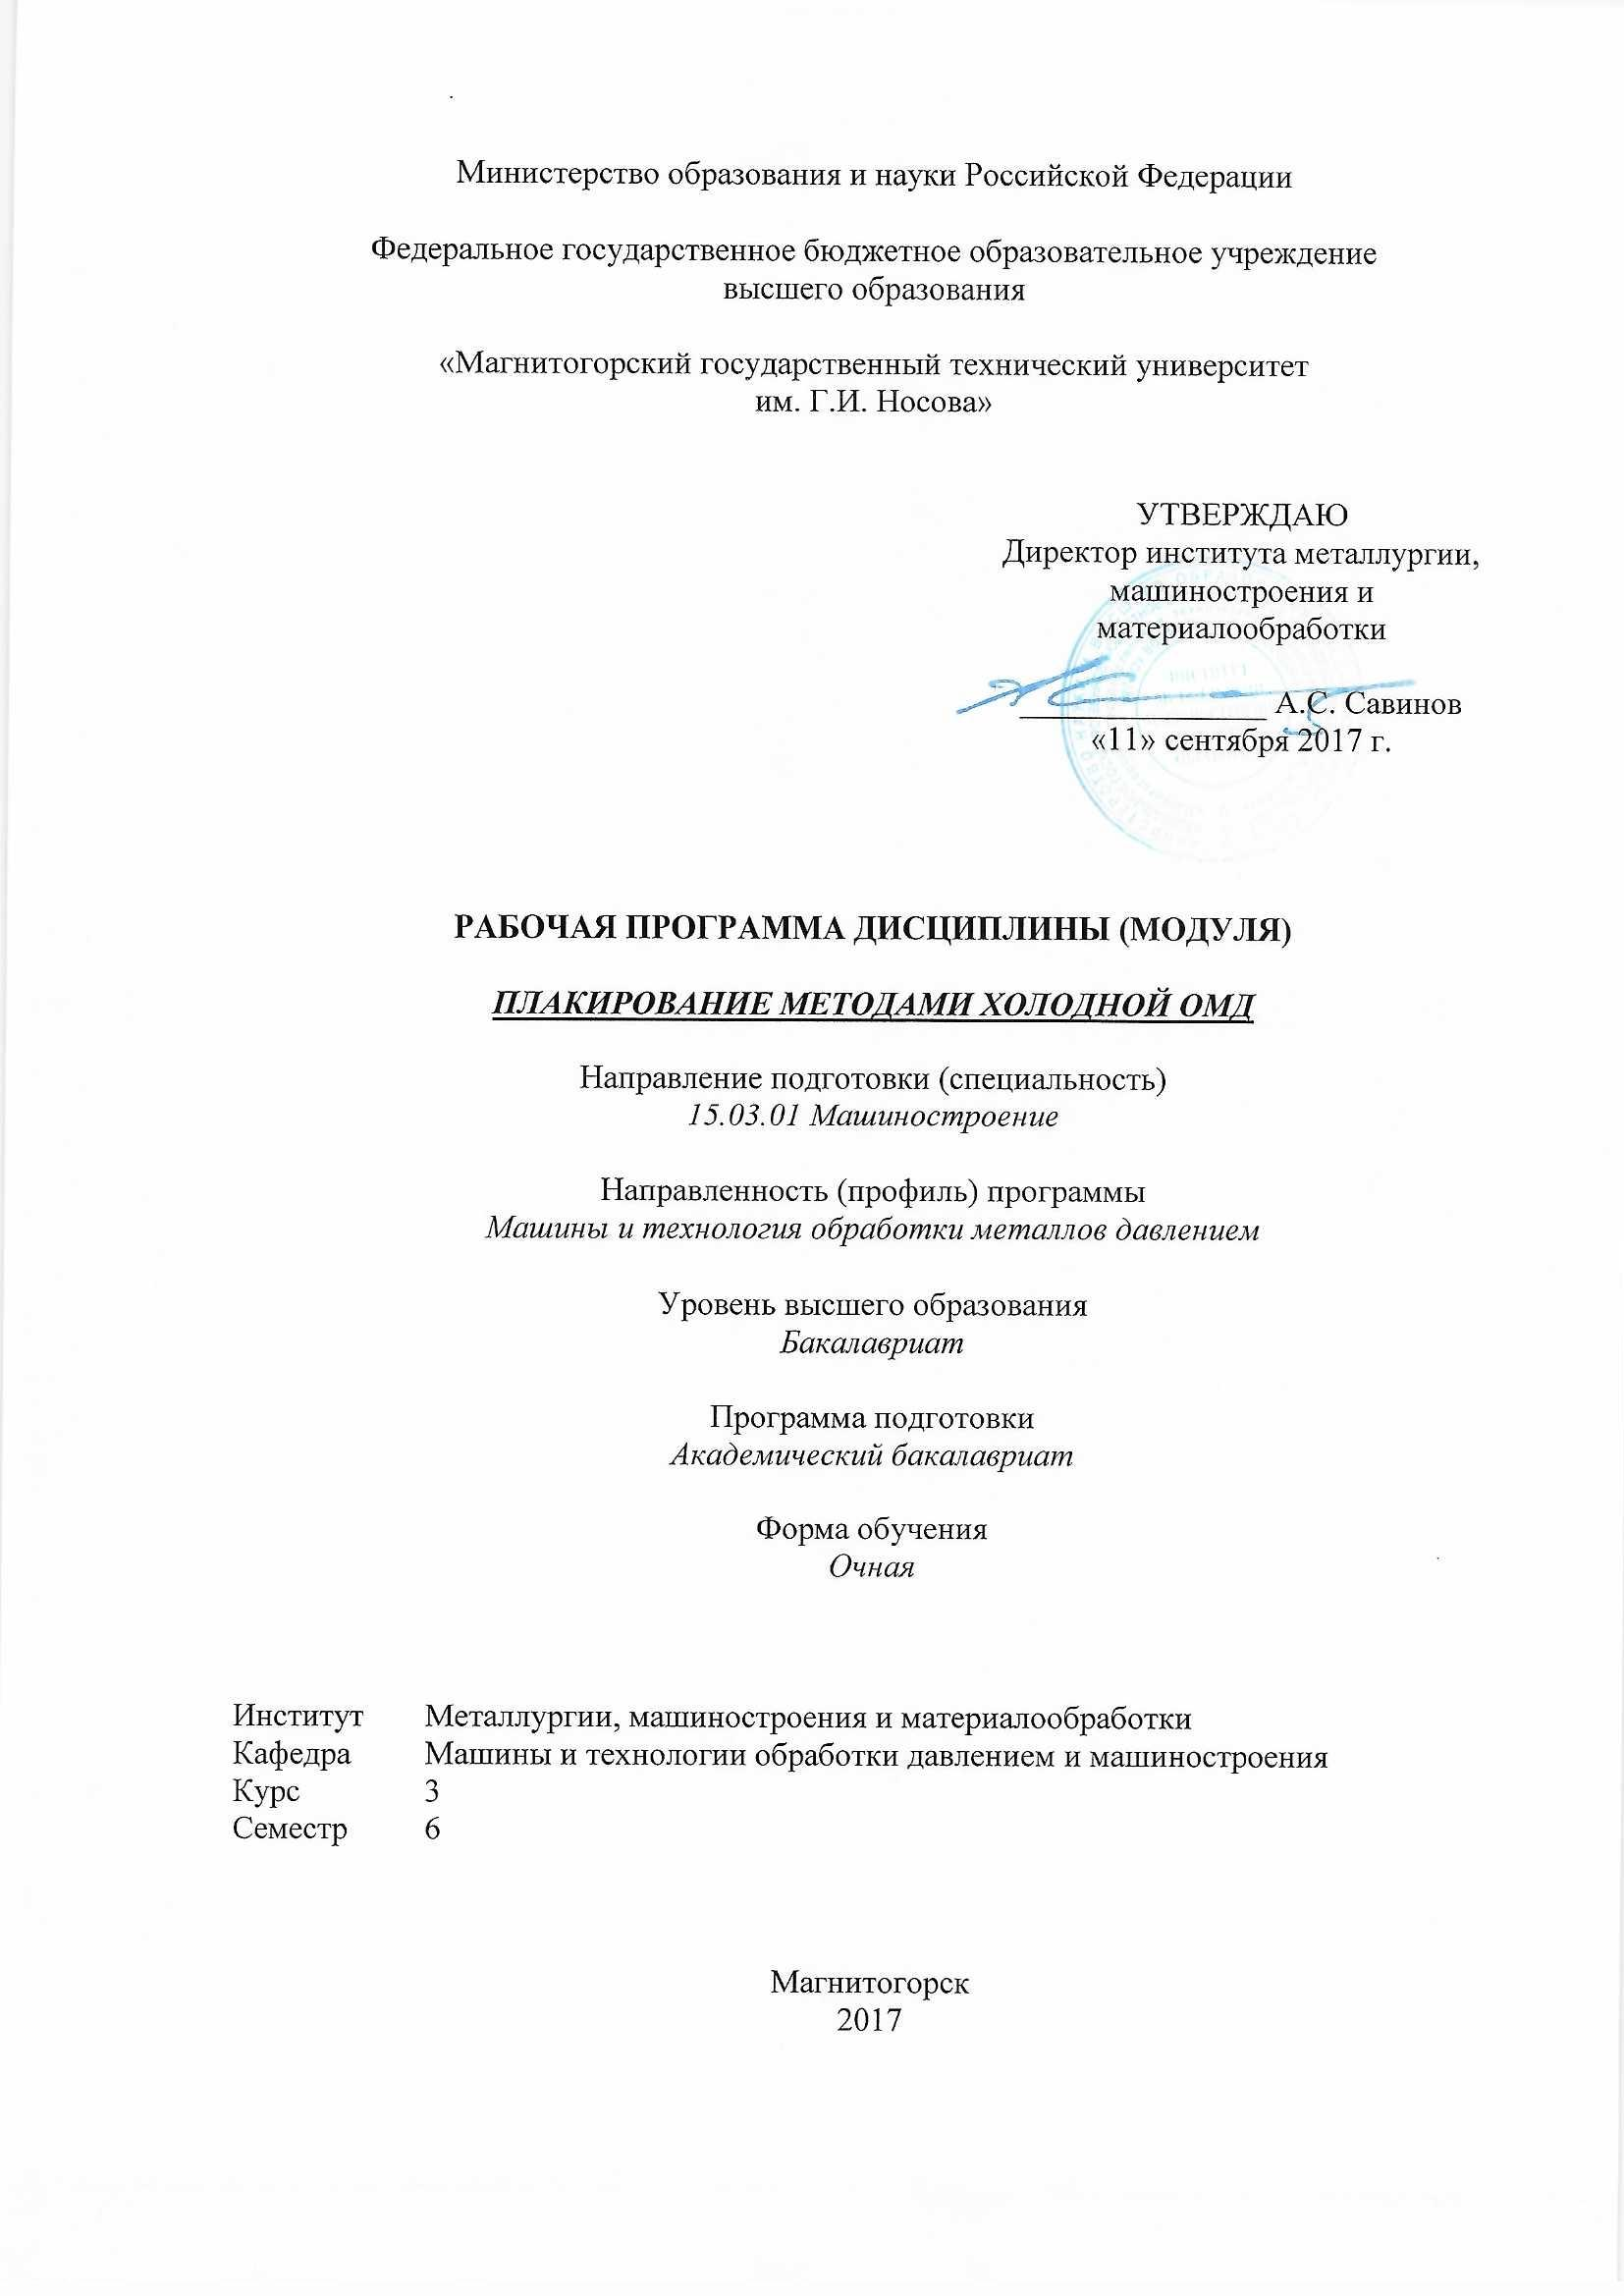 Министерство образования и науки Российской Федерации
Федеральное государственное бюджетное образовательное учреждение
высшего образования
«Магнитогорский государственный технический университет
им. Г.И. Носова»
УТВЕРЖДАЮ
Директор института металлургии,
машиностроения и
материалообработки
А.С. Савинов
«11» сентября 2017 г.
РАБОЧАЯ ПРОГРАММА ДИСЦИПЛИНЫ (МОДУЛЯ)
ПЛАКИРОВАНИЕ МЕТОДАМИ ХОЛОДНОЙ ОМД
Направление подготовки (специальность)
15.03.01 Машиностроение
Направленность (профиль) программы
Машины и технология обработки металлов давлением
Уровень высшего образования
Бакалавриат
Программа подготовки
Академический бакалавриат
Форма обучения
Очная
Институт Металлургии, машиностроения и материалообработки
Кафедра Машины и технологии обработки давлением и машиностроения
Курс 3
Семестр 6
Магнитогорск
2017